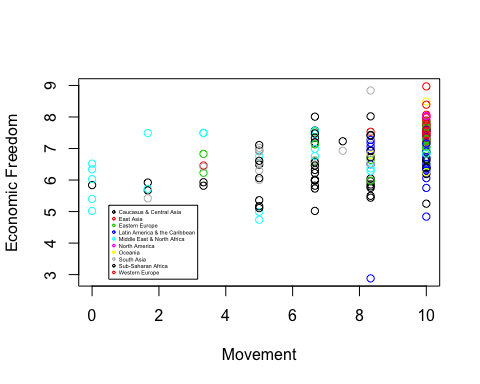 Economic Freedom
9
8
7
6
5
4
3
Caucasus & Central Asia
East Asia
Eastern Europe
Latin America & the Caribbean
Middle East & North Africa
North America
Oceania
South Asia
Sub-Saharan Africa
Western Europe
0 2 4 6 8 10
Movement